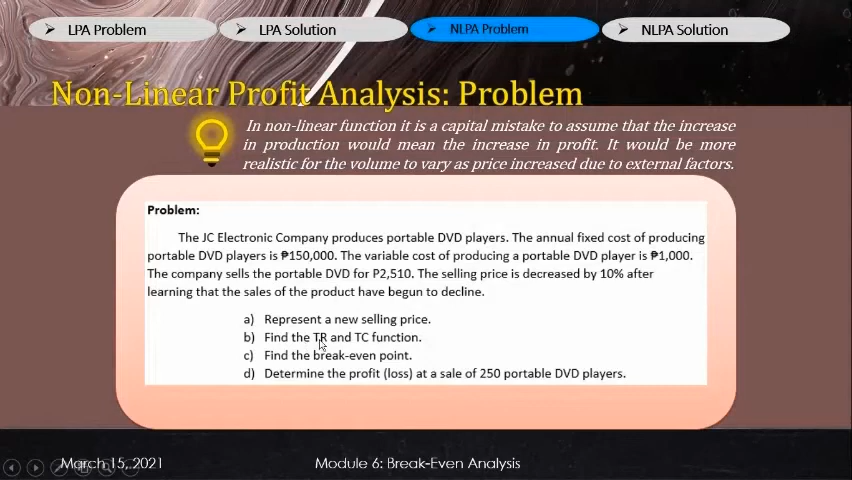 LPA Problem
LPA Solution
NLPA Problem
NLPA Solution
Non-Linear Profit Analysis: Problem
In non-linear function it is a capital mistake to assume that the increase
in production would mean the increase in profit. It would be more
realistic for the volume to vary as price increased due to external factors.
Problem:
The JC Electronic Company produces portable DVD players. The annual fixed cost of producing
portable DVD players is ₱150,000. The variable cost of producing a portable DVD player is ₱1,000.
The company sells the portable DVD for P2,510. The selling price is decreased by 10% after
learning that the sales of the product have begun to decline.
a) Represent a new selling price.
b) Find the TR and TC function.
c) Find the break-even point.
d) Determine the profit (loss) at a sale of 250 portable DVD players.
March 15, 2021
Module 6: Break-Even Analysis